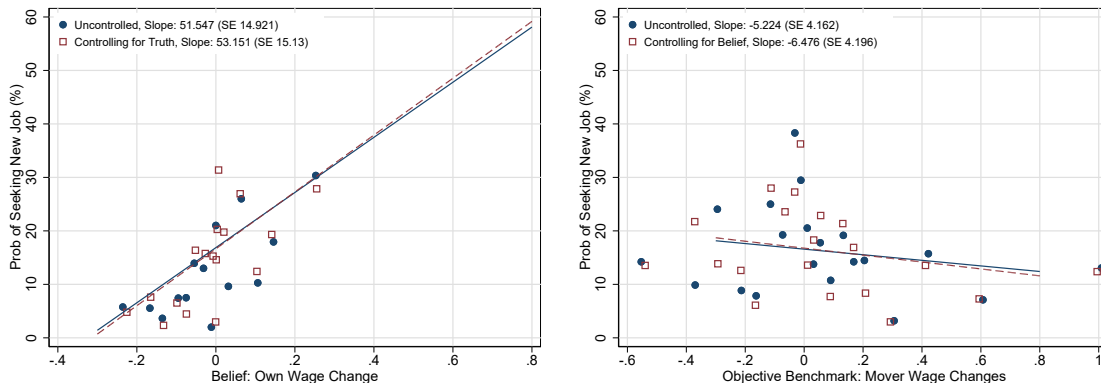 Uncontrolled, Slope: 51.547 (SE 14.921)
Controlling for Truth, Slope: 53.151 (SE 15.13)
Prob of Seeking New Job (%)
60
50
40
30
20
10
0
-.4 -.2 0 .2 .4 .6 .8
Belief: Own Wage Change
Uncontrolled, Slope: -5.224 (SE 4.162)
Controlling for Belief, Slope: -6.476 (SE 4.196)
Prob of Seeking New Job (%)
60
50
40
30
20
10
0
-.6 -.4 -.2 0 .2 .4 .6 .8 1
Objective Benchmark: Mover Wage Changes